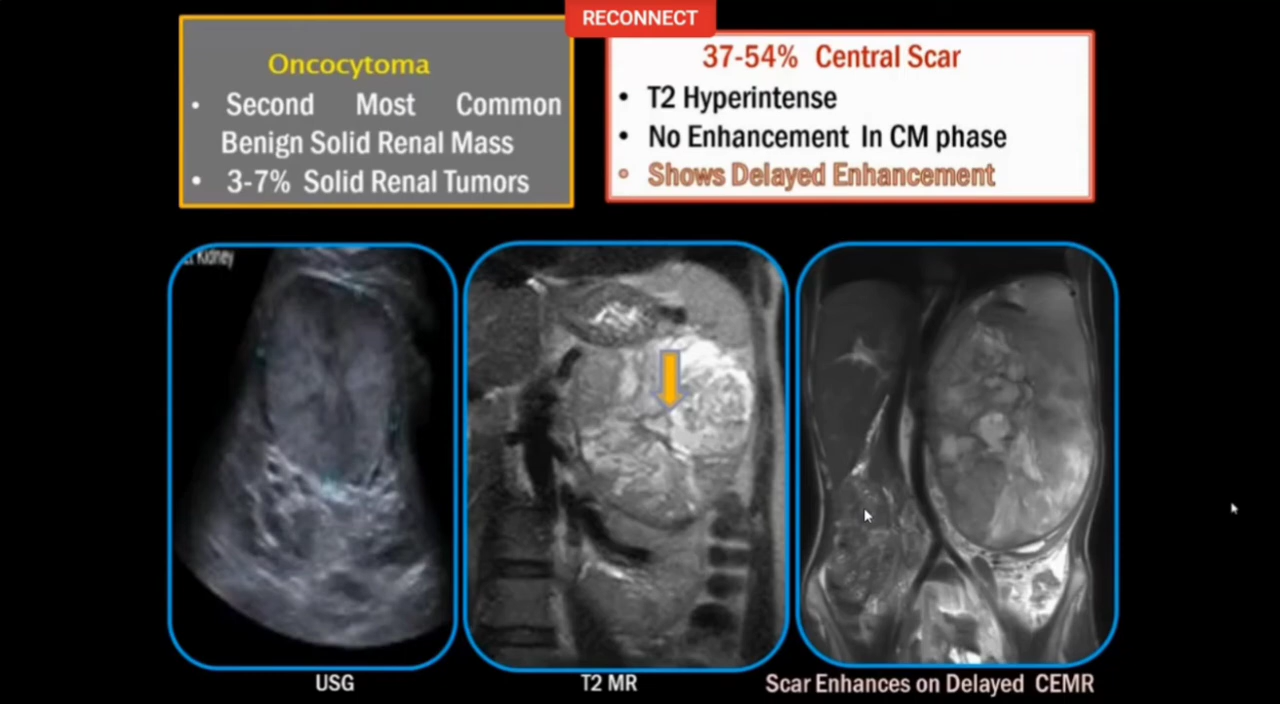 RECONNECT
Oncocytoma
• Second Most Common
Benign Solid Renal Mass
• 3-7% Solid Renal Tumors
37-54% Central Scar
• T2 Hyperintense
• No Enhancement In CM phase
• Shows Delayed Enhancement
Kidney
USG
T2 MR
Scar Enhances on Delayed CEMR